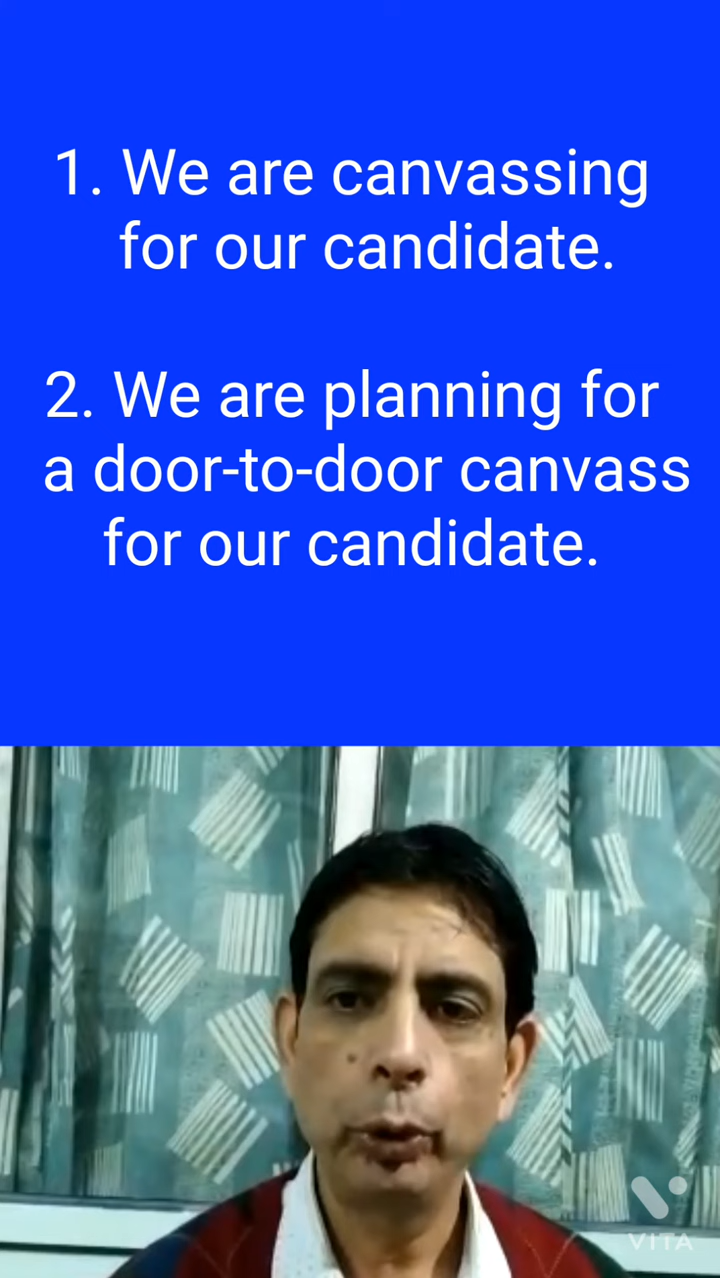 1. We are canvassing
for our candidate.
2. We are planning for
a door-to-door canvass
for our candidate.
VITA